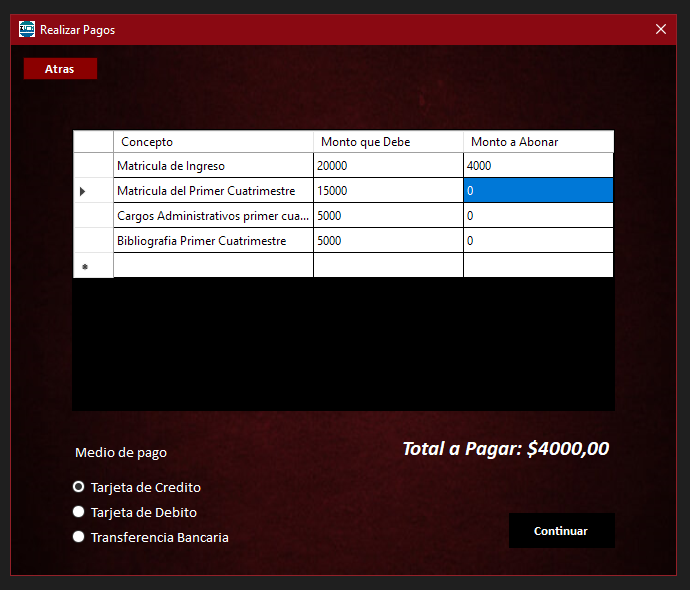 Realizar Pagos
Atras
Concepto Monto que Debe Monto a Abonar
Matricula de Ingreso 20000 4000
Matricula del Primer Cuatrimestre 15000 0
Cargos Administrativos primer cua... 5000 0
Bibliografia Primer Cuatrimestre 5000 0
Total a Pagar: $4000,00
Medio de pago
Tarjeta de Credito
Tarjeta de Debito
Transferencia Bancaria
Continuar